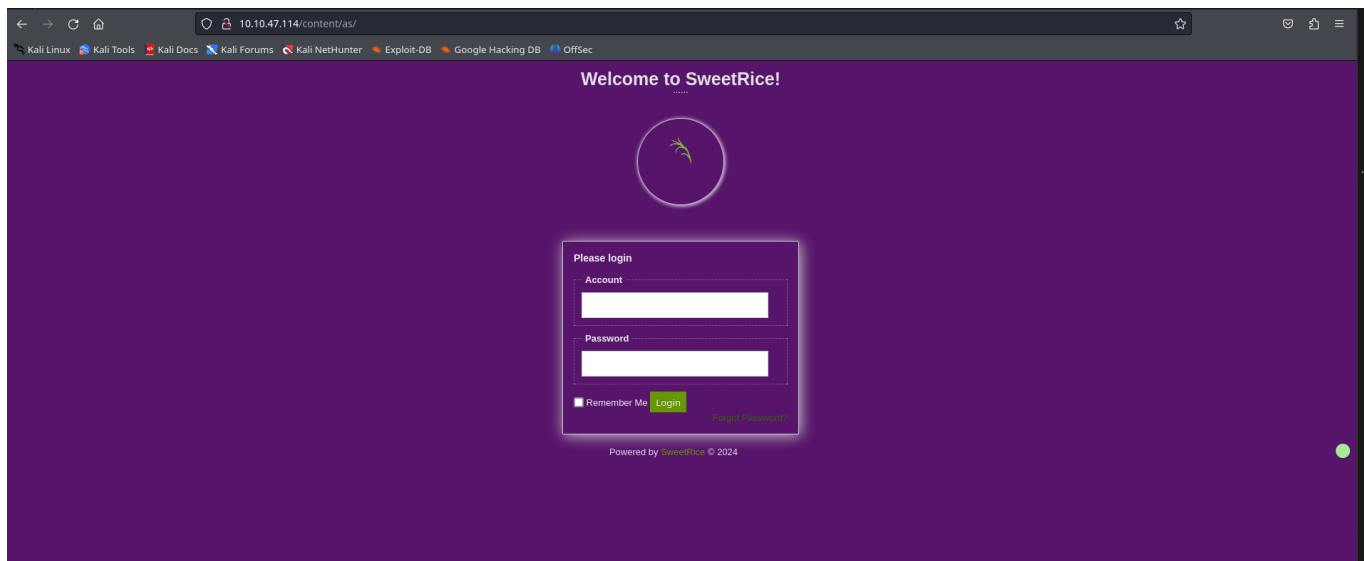 10.10.47.114/content/as/
Kali Linux Kali Tools Kali Docs Kali Forums Kali NetHunter Exploit-DB Google Hacking DB OffSec
Welcome to SweetRice!
......
Please login
Account
Password
Remember Me Login
Forgot Password?
Powered by SweetRice © 2024